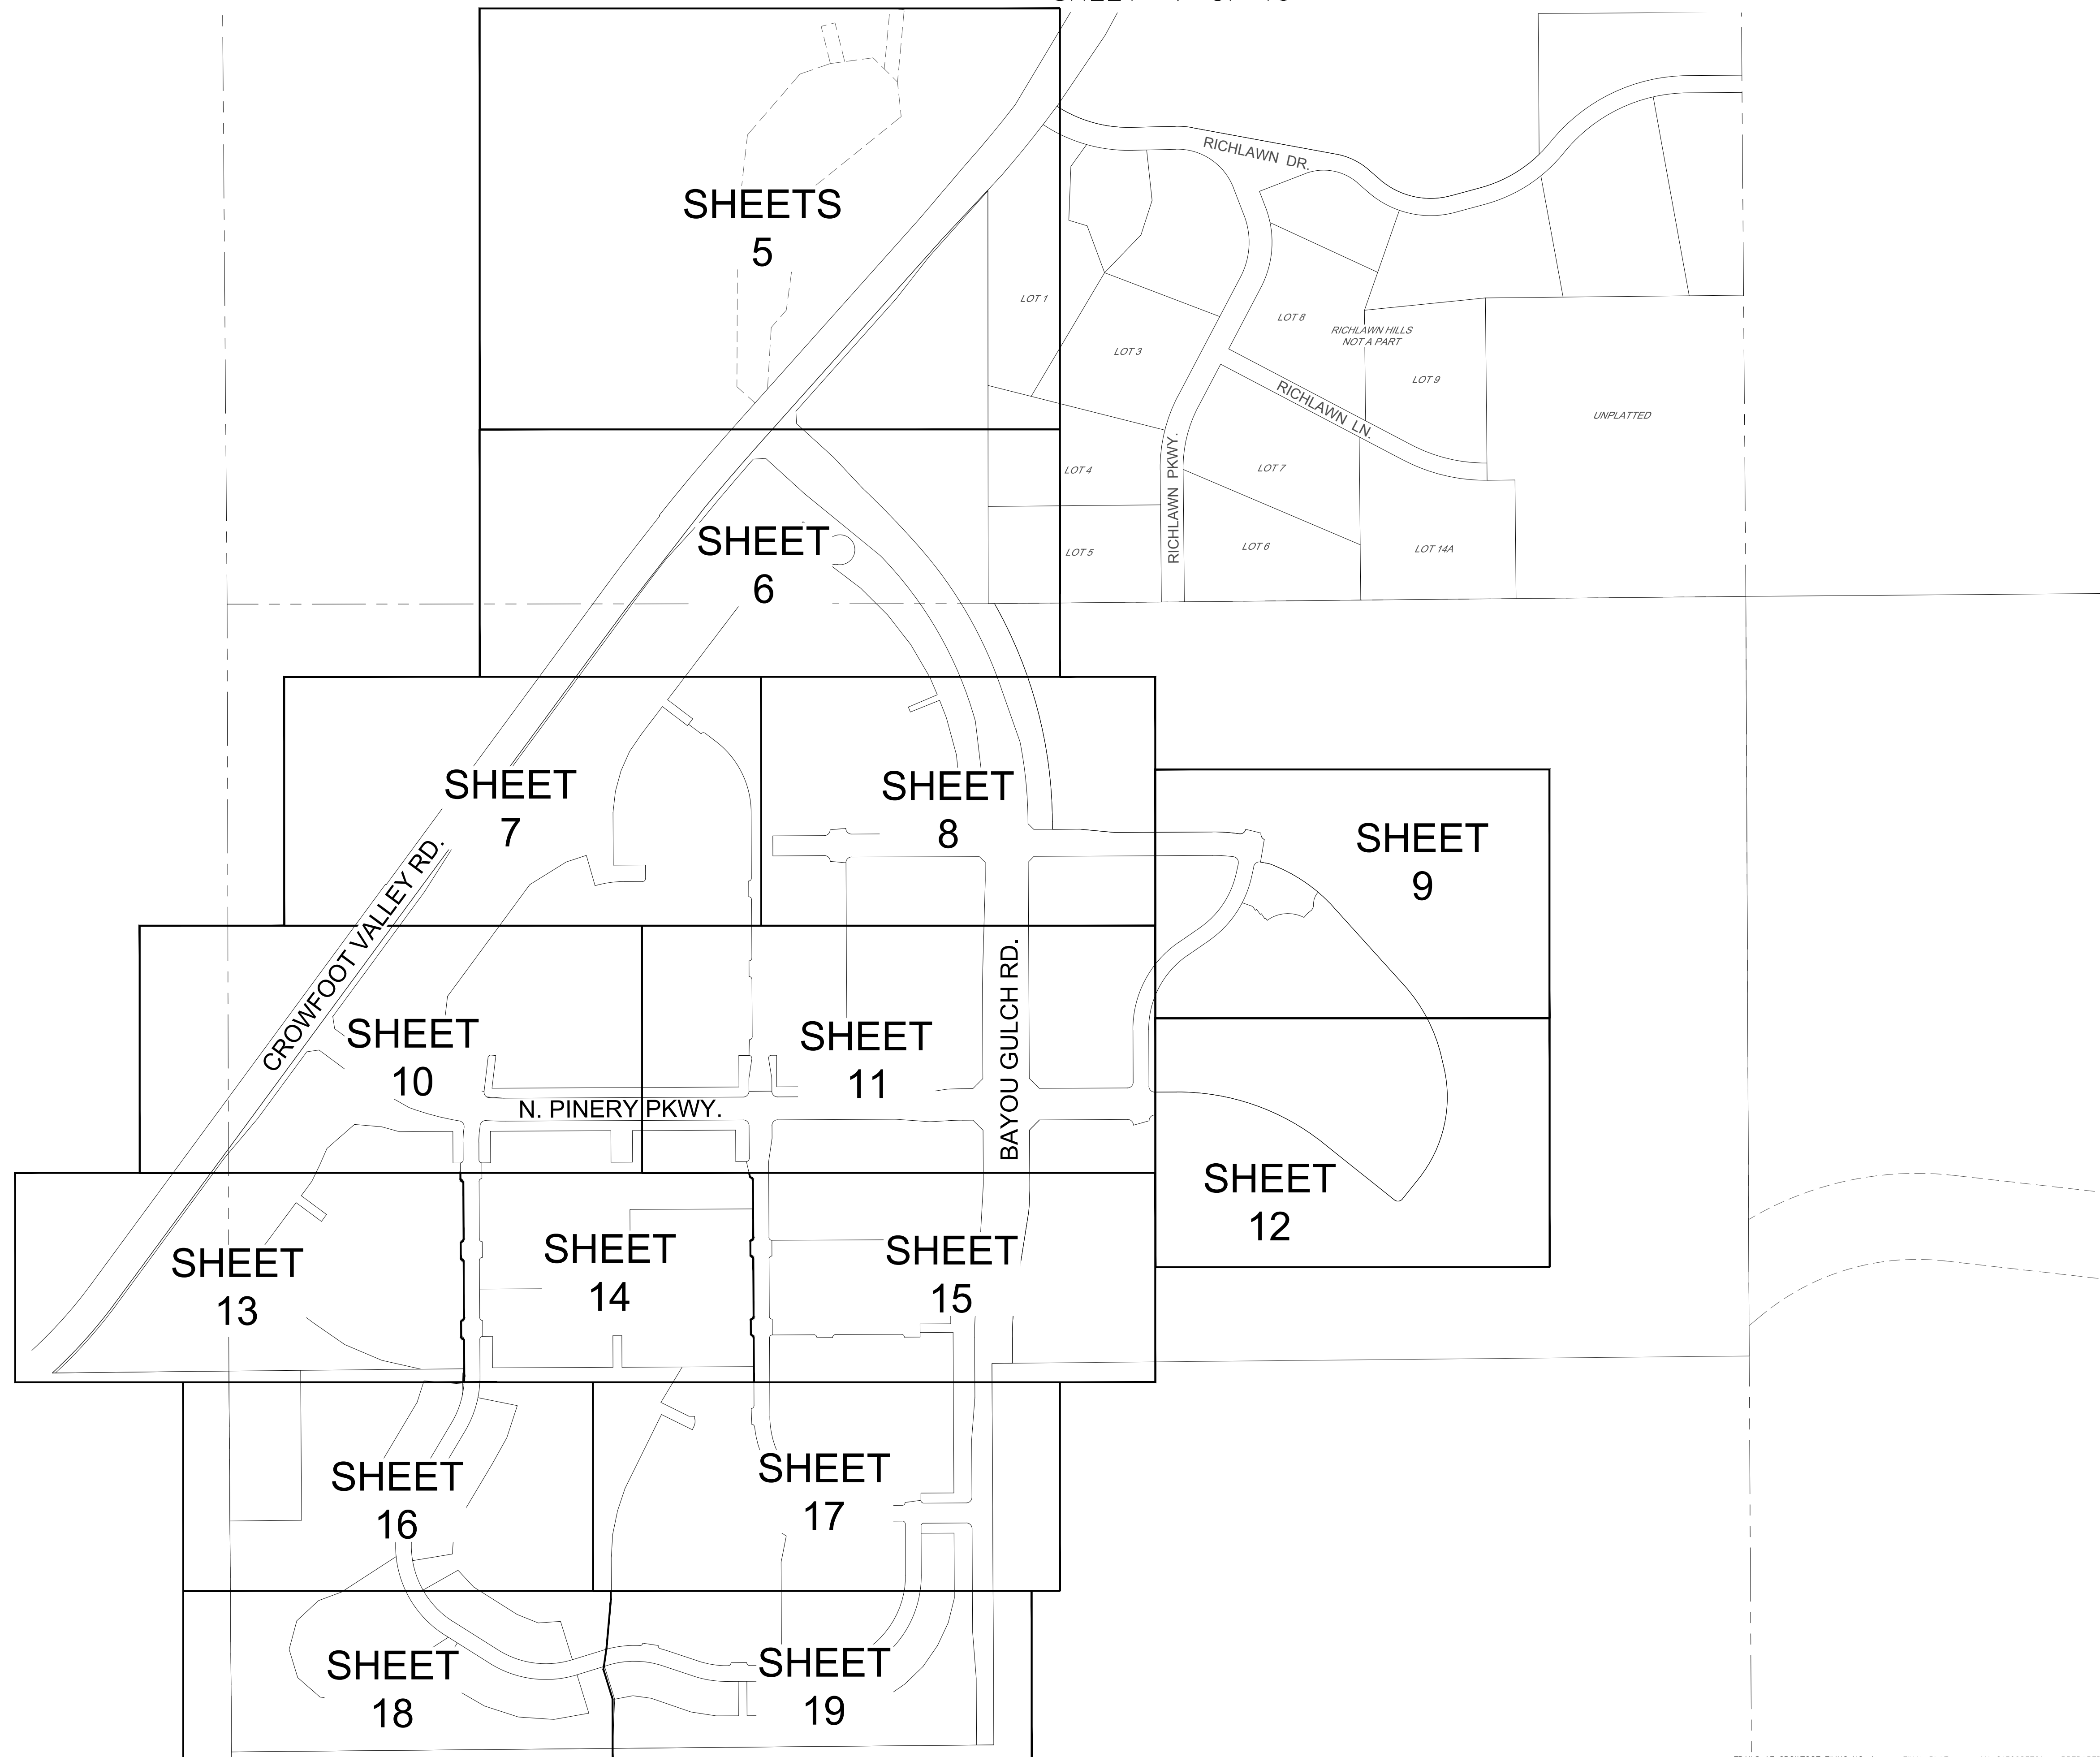 RICHLAWN DR.
SHEETS
5
LOT 1
LOT 8
RICHLAWN HILLS
NOT A PART
LOT 3
LOT 9
RICHLAWN LN.
UNPLATTED
RICHLAWN PKWY.
LOT 4
LOT 7
SHEET
6
LOT 5
LOT 6
LOT 14A
SHEET
7
SHEET
8
SHEET
9
CROWFOOT VALLEY RD.
SHEET
10
SHEET
11
BAYOU GULCH RD.
N. PINERY PKWY.
SHEET
12
SHEET
13
SHEET
14
SHEET
15
SHEET
16
SHEET
17
SHEET
18
SHEET
19